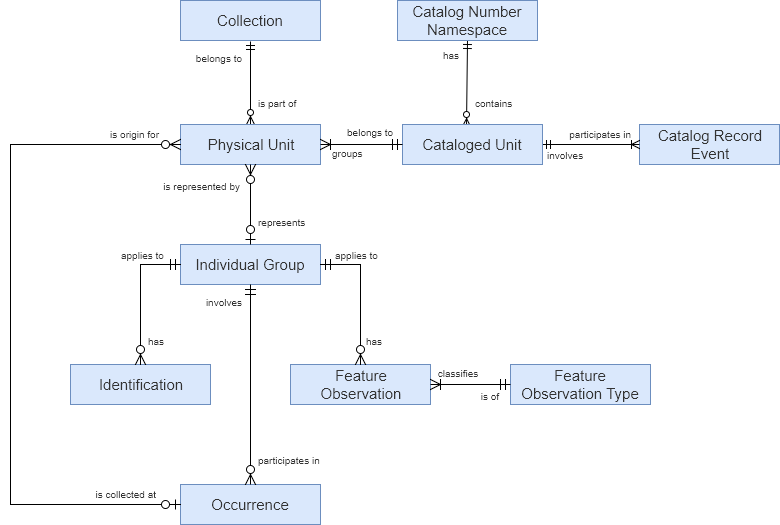 Collection
Catalog Number
Namespace
belongs to
has
is part of
contains
is origin for
Physical Unit
belongs to
groups
Cataloged Unit
participates in
involves
Catalog Record
Event
is represented by
represents
applies to
Individual Group
applies to
involves
has
has
Identification
Feature
Observation
classifies
is of
Feature
Observation Type
participates in
is collected at
Occurrence